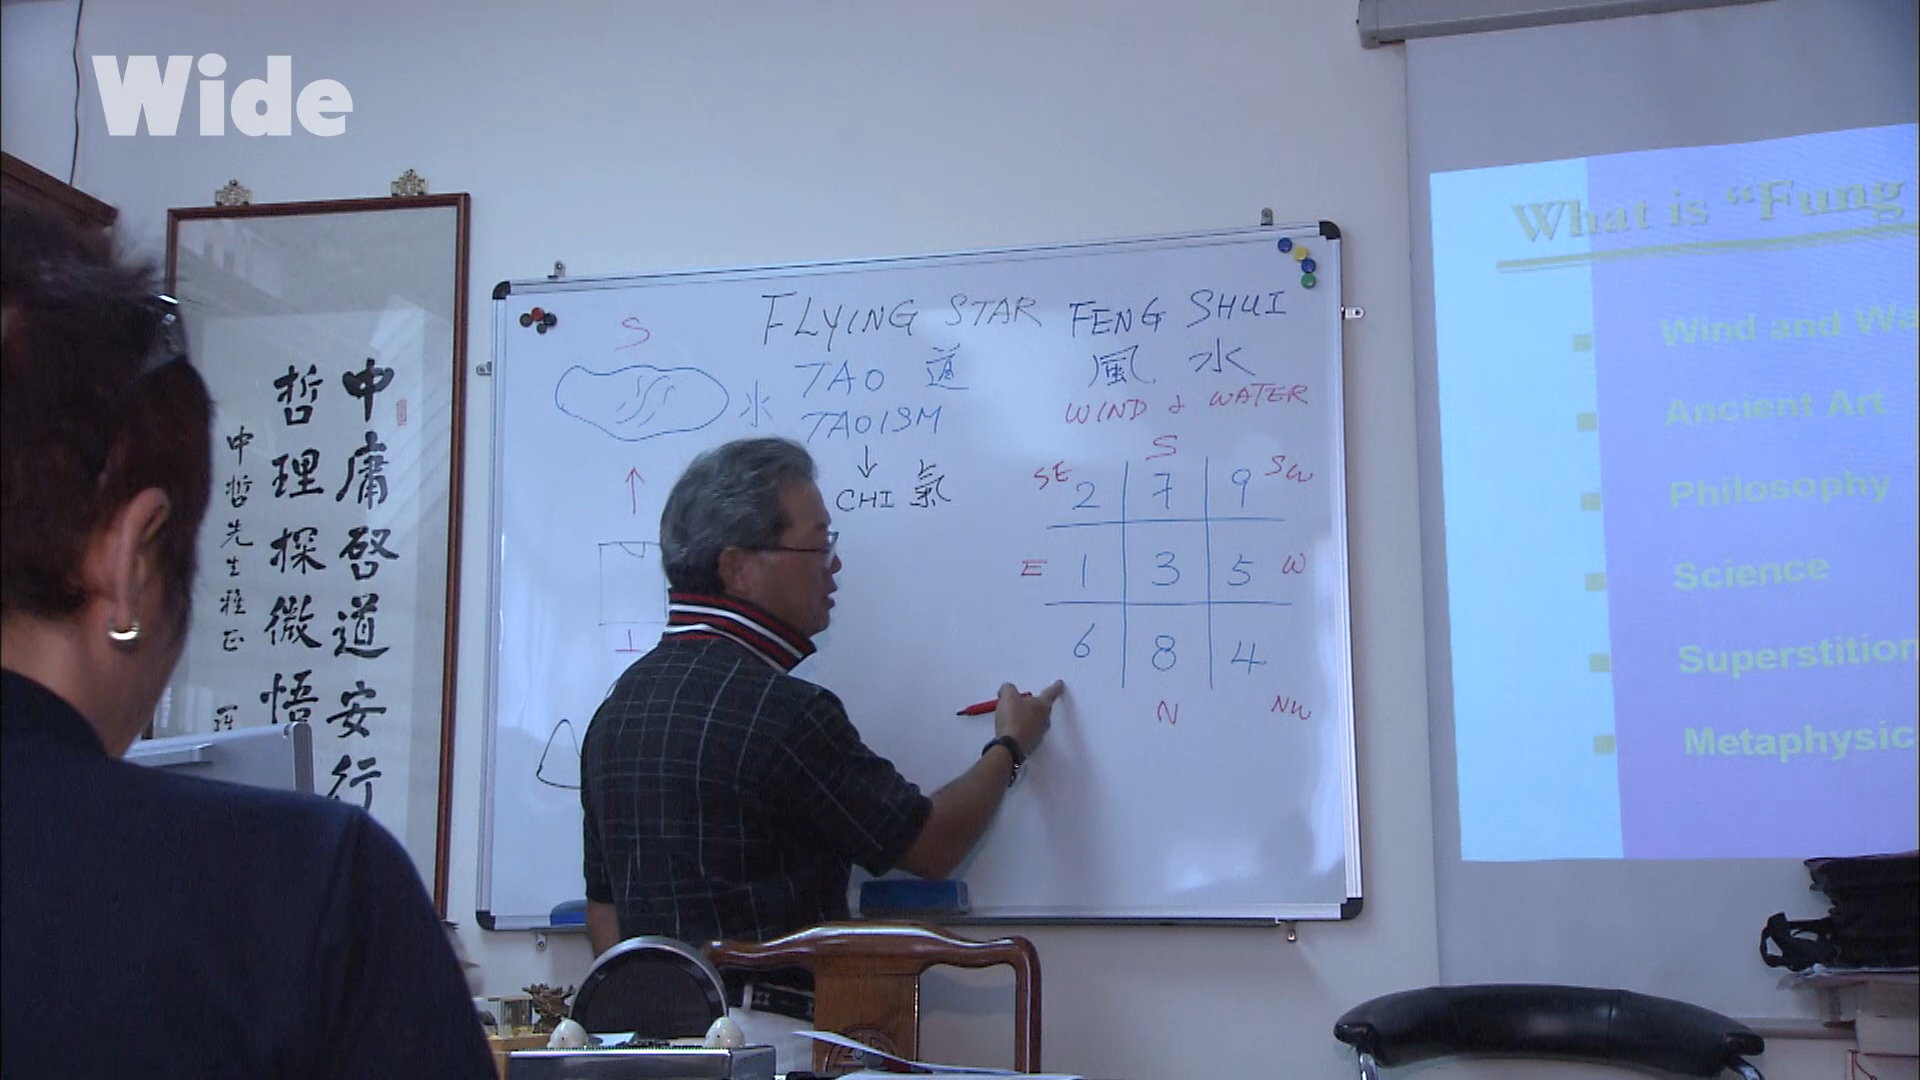 Wide
中庸啓道安行
哲理探微悟
中哲先生雅正
S
FLYING STAR FENG SHUI
TAO 道
風 水
水
TAOISM
WIND & WATER
↓
CHI 氣
↑
S
SE 2 7 9 SW
E 1 3 5 W
6 8 4
N NW
What is “Fung
Wind and Wa
Ancient Art
Philosophy
Science
Superstition
Metaphysic